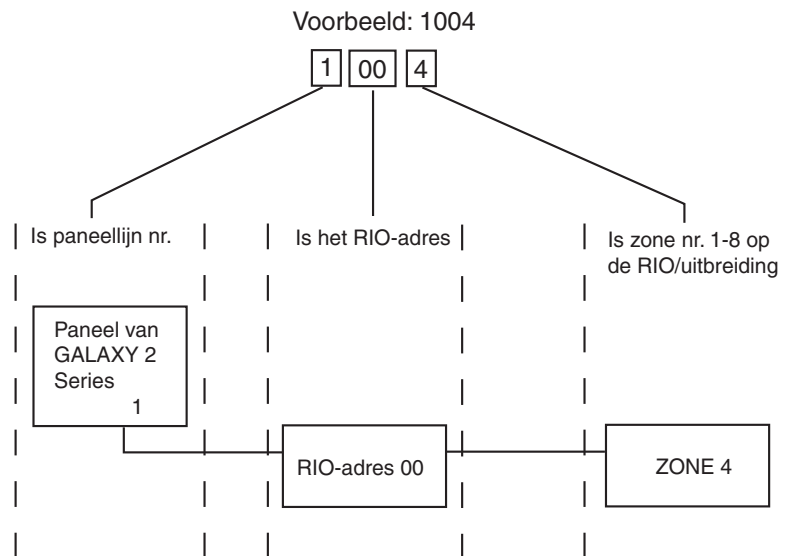 Voorbeeld: 1004
1 00 4
Is paneellijn nr.
Is het RIO-adres
Is zone nr. 1-8 op
de RIO/uitbreiding
Paneel van
GALAXY 2
Series
1
RIO-adres 00
ZONE 4